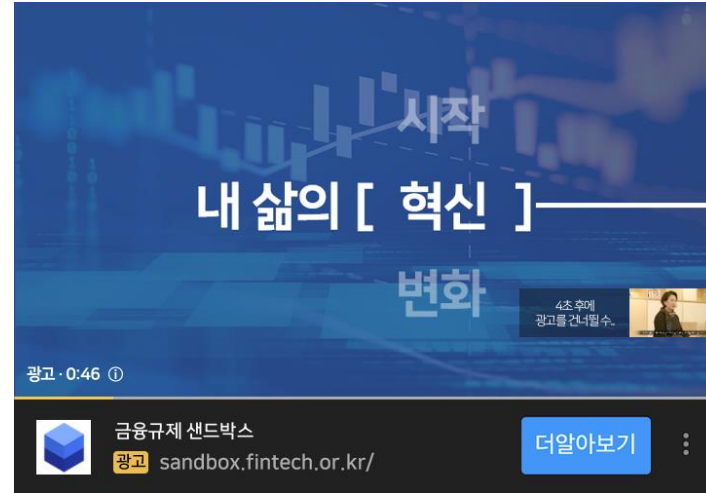 시작
내 삶의 [ 혁신 ]
변화
4초 후에
광고를 건너뛸 수..
광고 · 0:46 ⓘ
금융규제 샌드박스
광고 sandbox.fintech.or.kr/
더알아보기